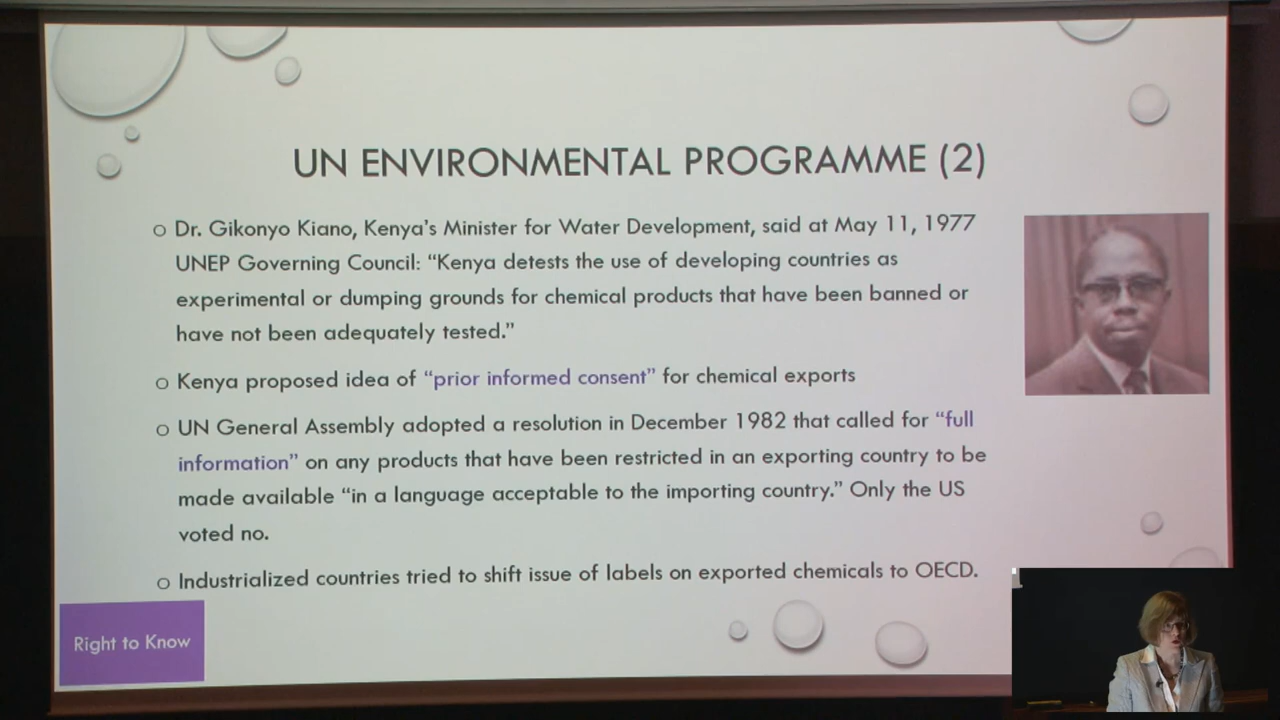 UN ENVIRONMENTAL PROGRAMME (2)
Dr. Gikonyo Kiano, Kenya's Minister for Water Development, said at May 11, 1977
UNEP Governing Council: “Kenya detests the use of developing countries as
experimental or dumping grounds for chemical products that have been banned or
have not been adequately tested.”
Kenya proposed idea of “prior informed consent” for chemical exports
UN General Assembly adopted a resolution in December 1982 that called for “full
information” on any products that have been restricted in an exporting country to be
made available “in a language acceptable to the importing country.” Only the US
voted no.
Industrialized countries tried to shift issue of labels on exported chemicals to OECD.
Right to Know